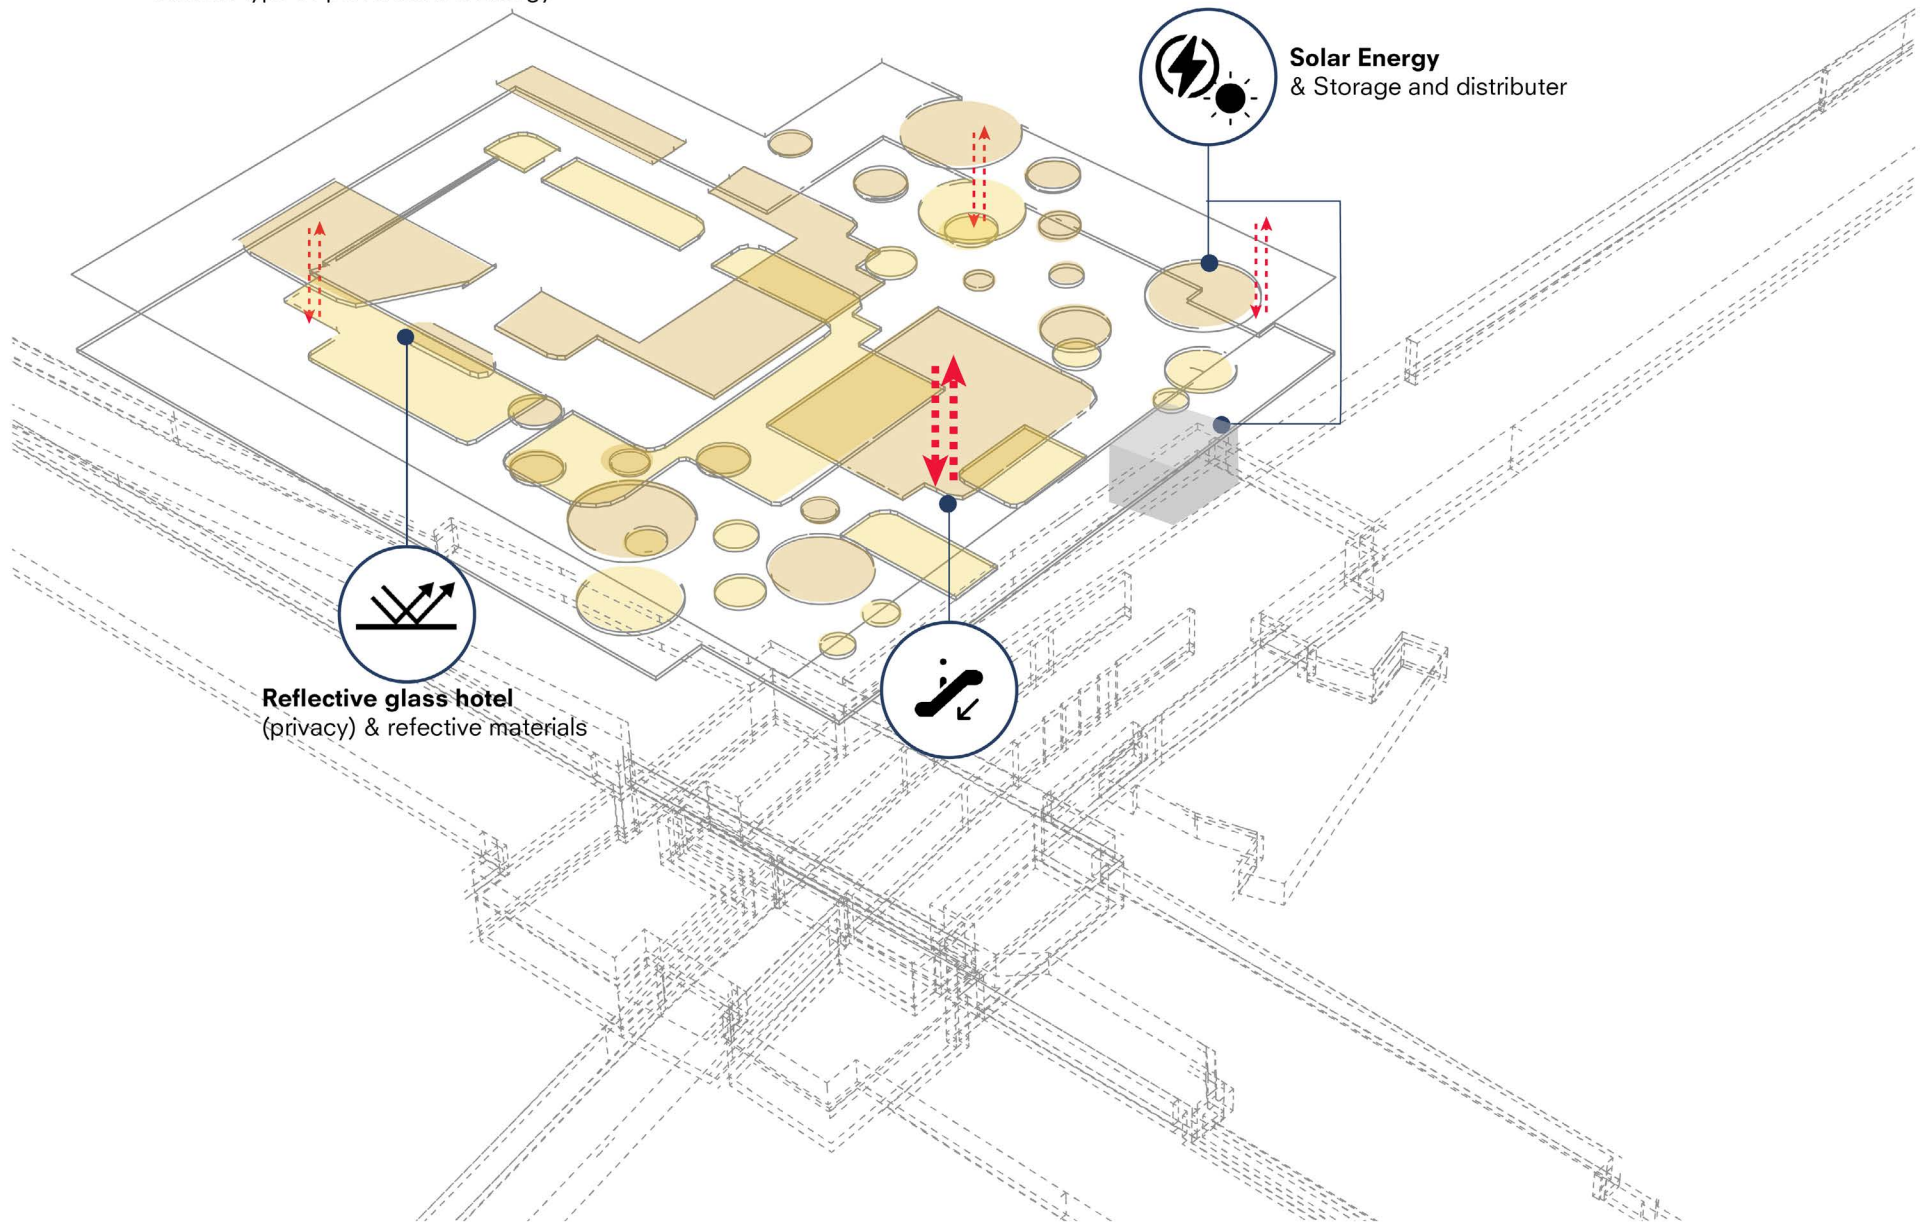 Solar Energy
& Storage and distributer
Reflective glass hotel
(privacy) & refective materials